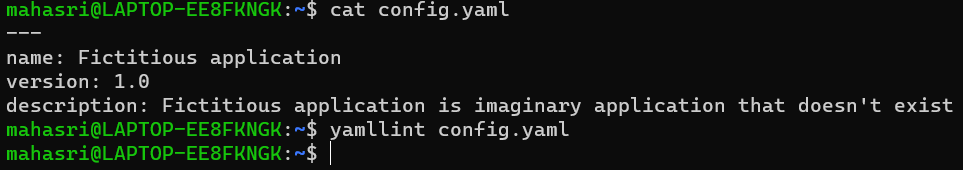 mahasri@LAPTOP-EE8FKNGK:~$ cat config.yaml
---
name: Fictitious application
version: 1.0
description: Fictitious application is imaginary application that doesn't exist
mahasri@LAPTOP-EE8FKNGK:~$ yamllint config.yaml
mahasri@LAPTOP-EE8FKNGK:~$